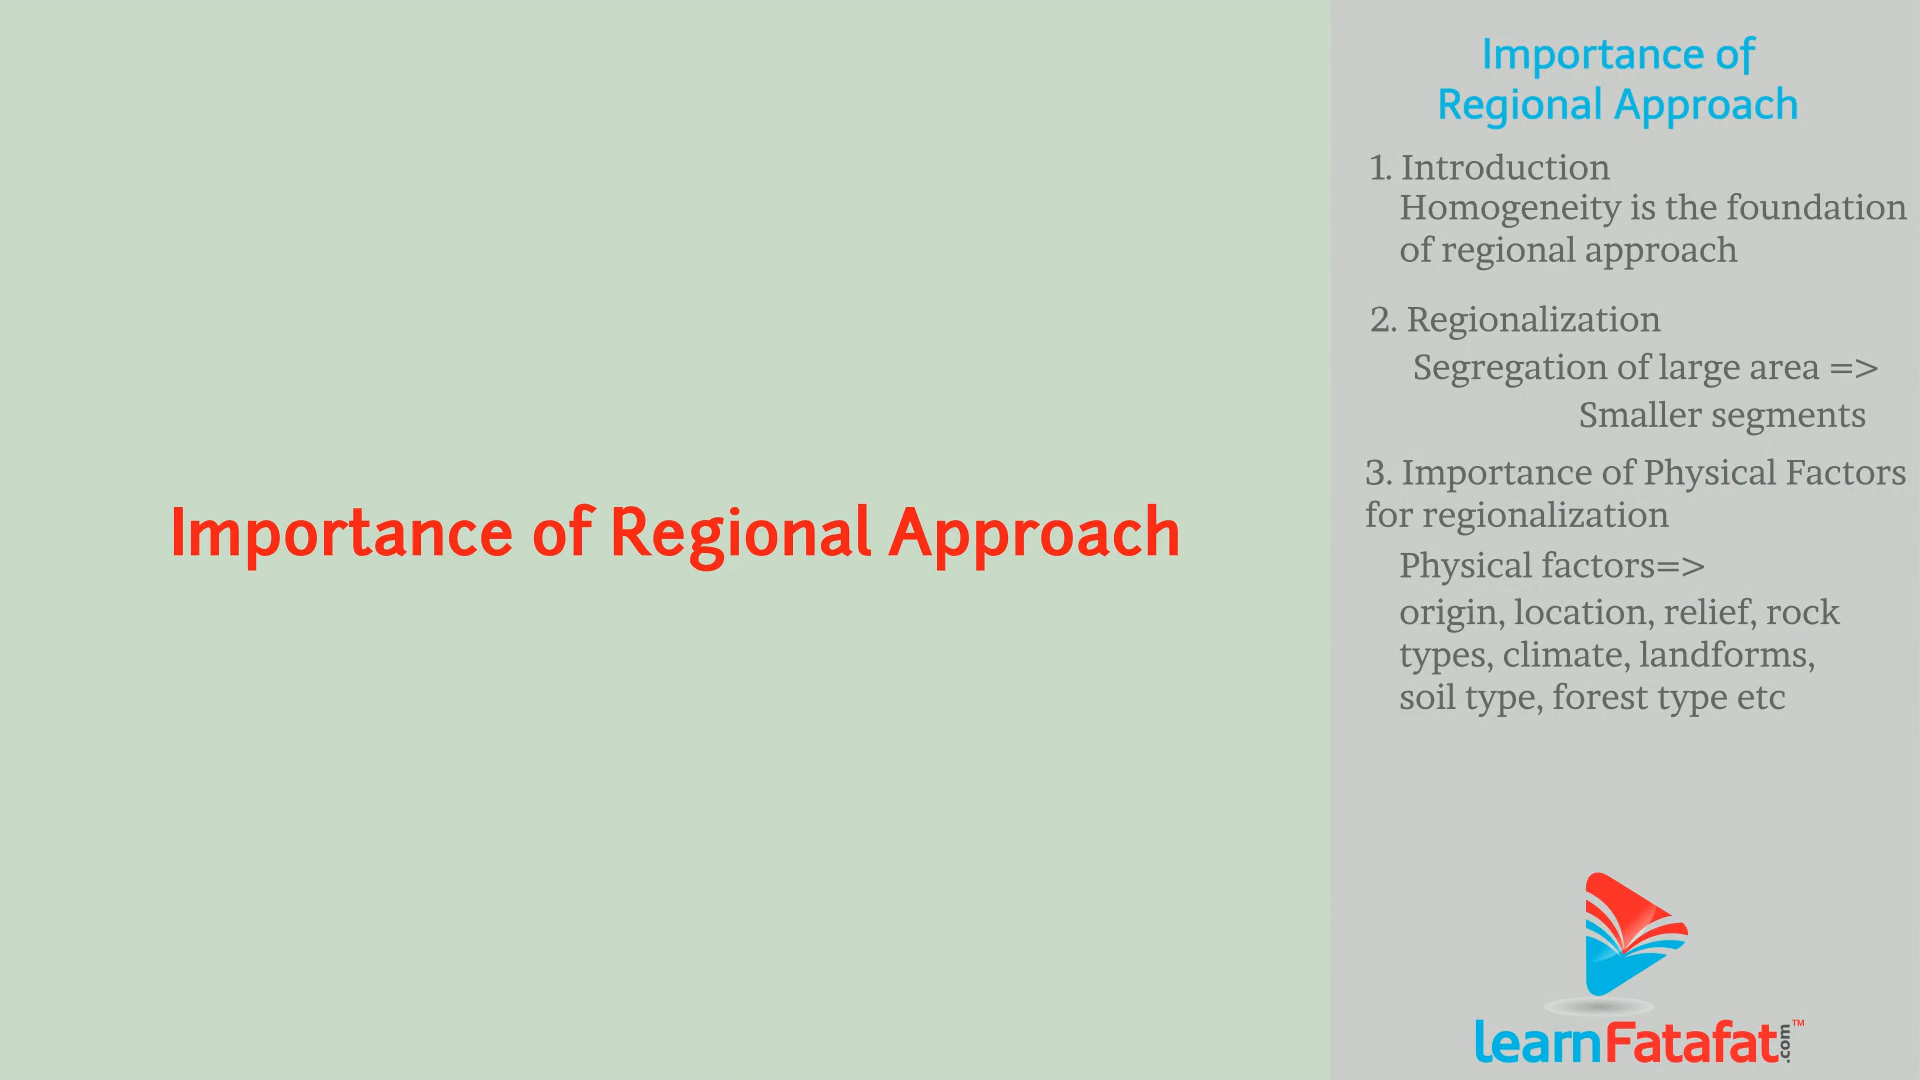 Importance of Regional Approach
Importance of
Regional Approach
1. Introduction
Homogeneity is the foundation
of regional approach
2. Regionalization
Segregation of large area =>
Smaller segments
3. Importance of Physical Factors
for regionalization
Physical factors=>
origin, location, relief, rock
types, climate, landforms,
soil type, forest type etc
learnFatafat.com™